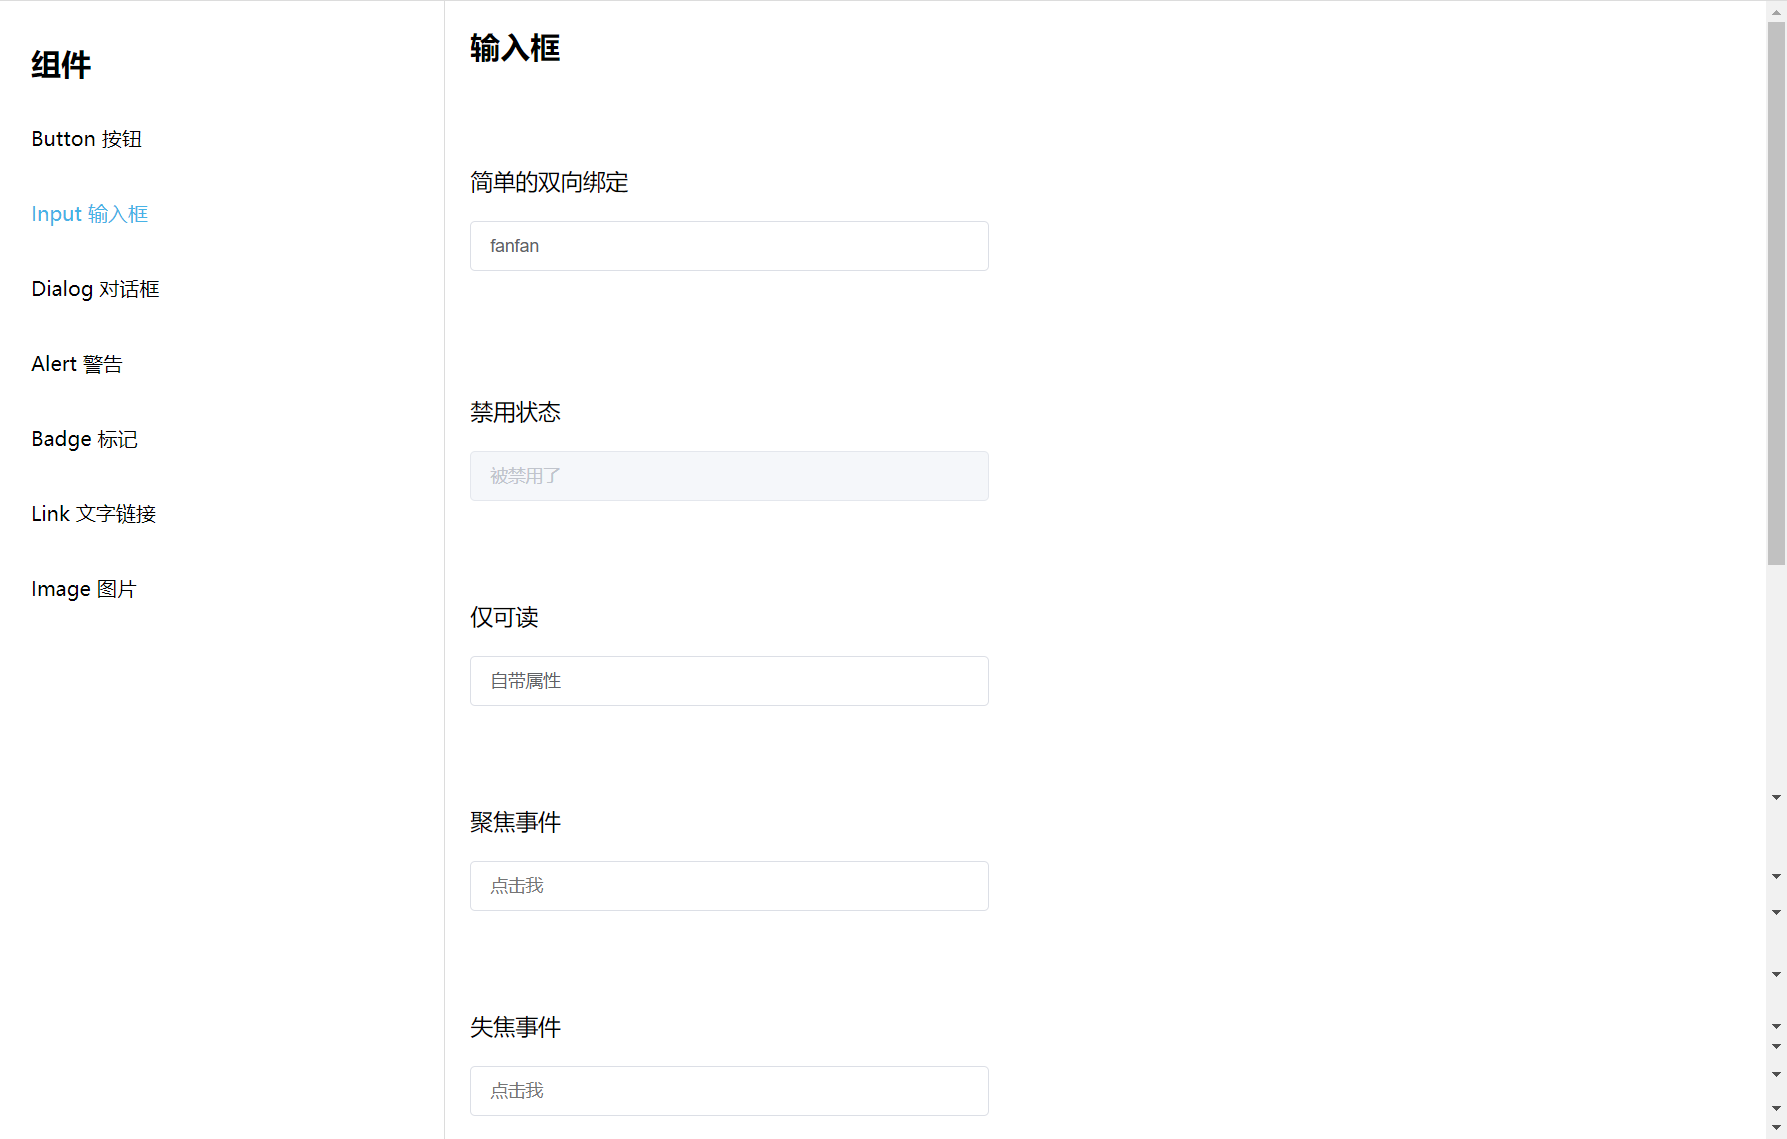 组件
Button 按钮
Input 输入框
Dialog 对话框
Alert 警告
Badge 标记
Link 文字链接
Image 图片
输入框
简单的双向绑定
fanfan
禁用状态
被禁用了
仅可读
自带属性
聚焦事件
点击我
失焦事件
点击我